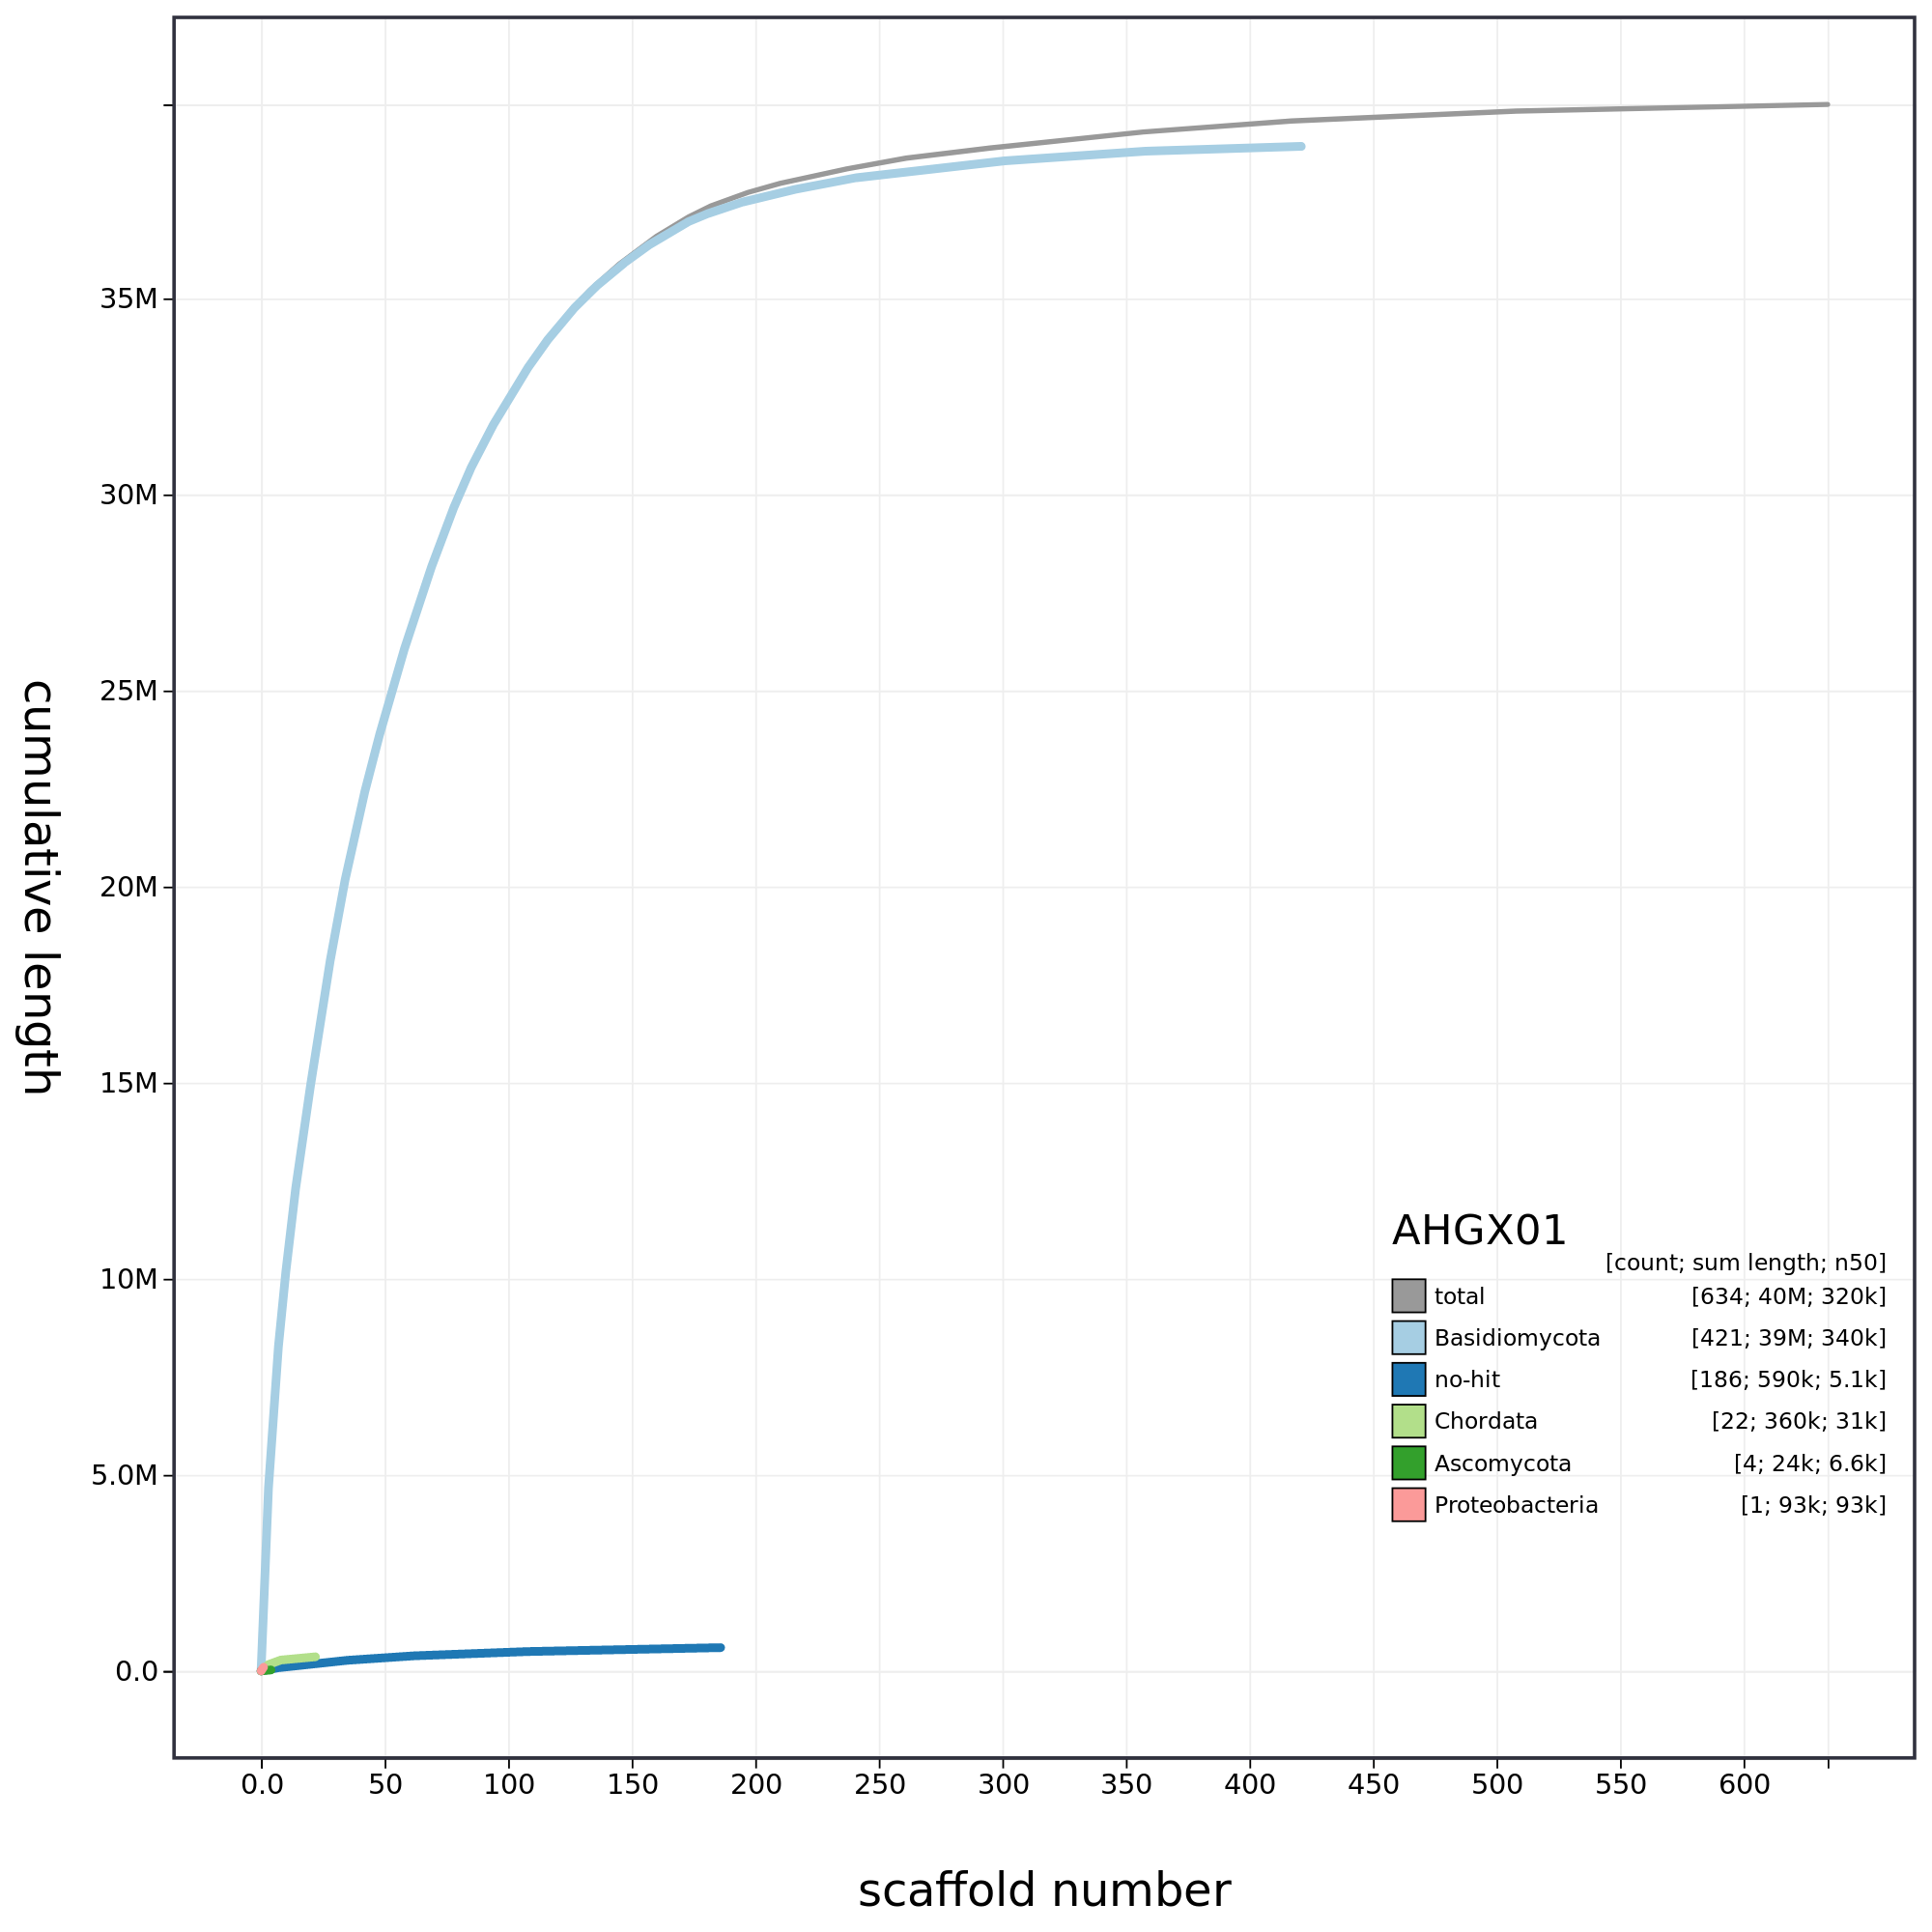 cumulative length
35M
30M
25M
20M
15M
10M
5.0M
0.0
AHGX01
[count; sum length; n50]
total [634; 40M; 320k]
Basidiomycota [421; 39M; 340k]
no-hit [186; 590k; 5.1k]
Chordata [22; 360k; 31k]
Ascomycota [4; 24k; 6.6k]
Proteobacteria [1; 93k; 93k]
0.0 50 100 150 200 250 300 350 400 450 500 550 600
scaffold number